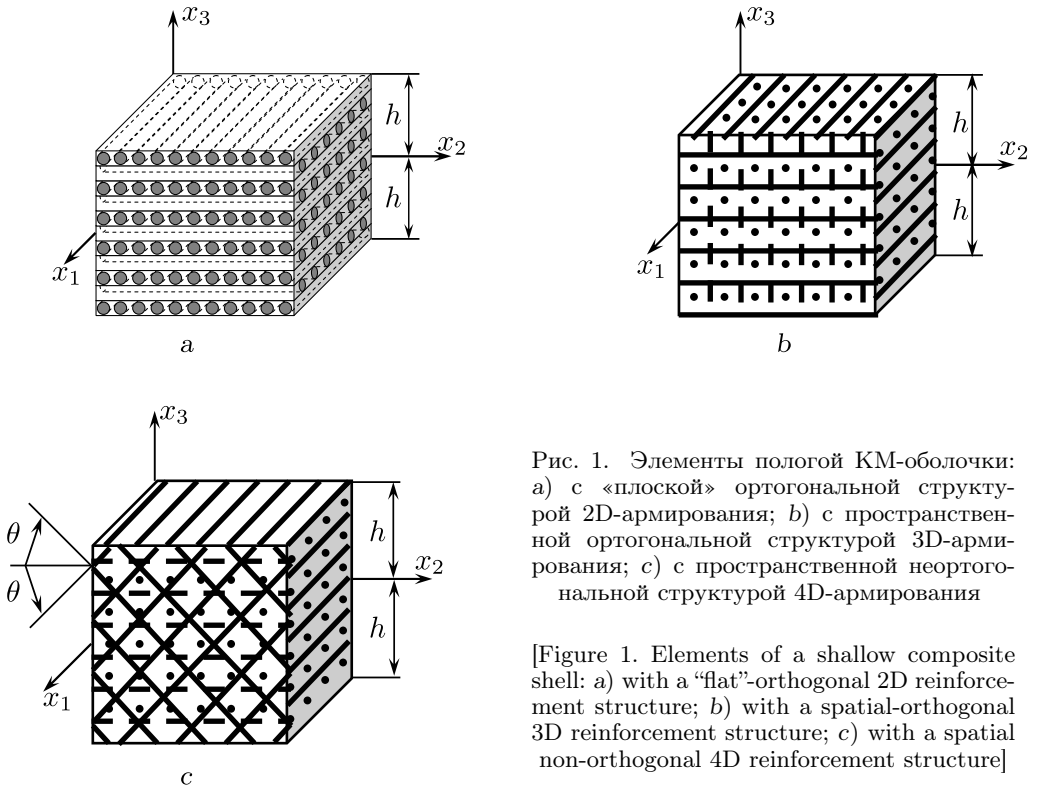 x₃
h
x₂
h
x₁
a
x₃
h
x₂
h
x₁
b
x₃
θ
θ
h
x₂
h
x₁
c
Рис. 1. Элементы пологой КМ-оболочки:
a) с «плоской» ортогональной структу-
рой 2D-армирования; b) с пространствен-
ной ортогональной структурой 3D-арми-
рования; c) с пространственной неортого-
нальной структурой 4D-армирования
[Figure 1. Elements of a shallow composite
shell: a) with a “flat”-orthogonal 2D reinforce-
ment structure; b) with a spatial-orthogonal
3D reinforcement structure; c) with a spatial
non-orthogonal 4D reinforcement structure]